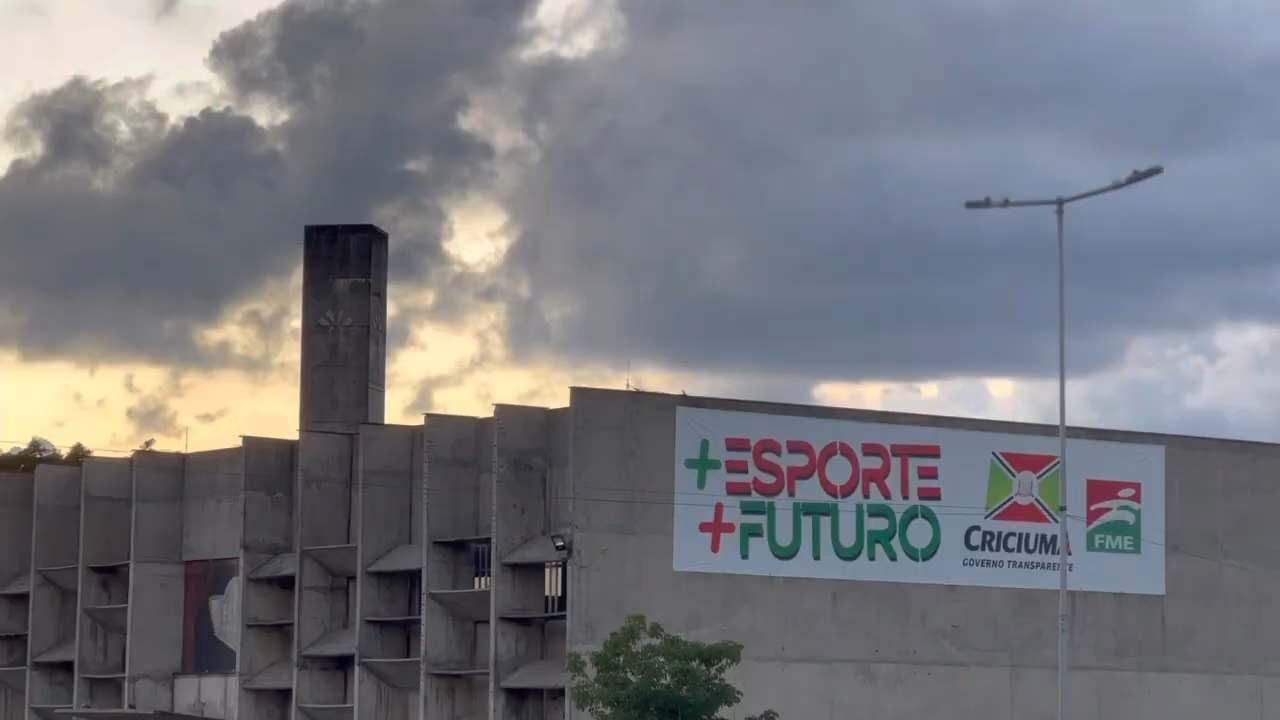 +ESPORTE
+FUTURO
CRICIUMA
GOVERNO TRANSPARENTE
FME